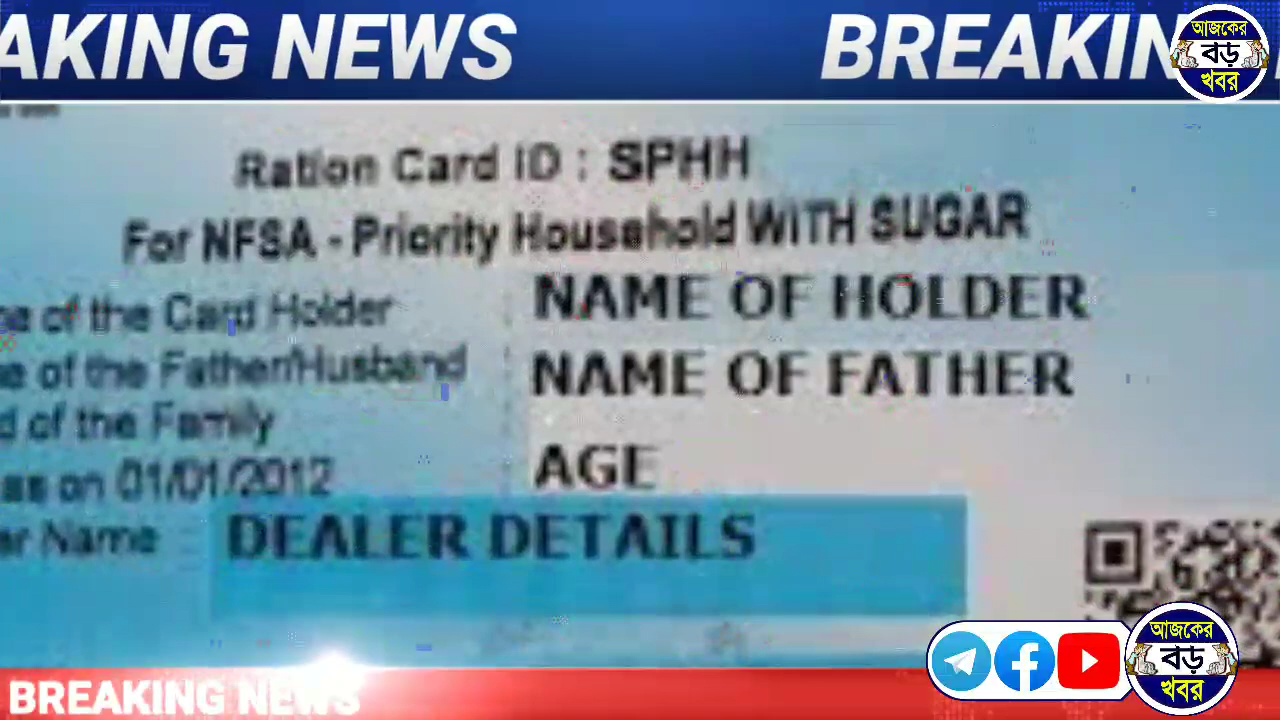 AKING NEWS BREAKIN
আজকের
বড়
খবর
Ration Card ID : SPHH
For NFSA - Priority Household WITH SUGAR
e of the Card Holder NAME OF HOLDER
e of the Father/Husband NAME OF FATHER
d of the Family
as on 01/01/2012 AGE
er Name DEALER DETAILS
আজকের
বড়
খবর
BREAKING NEWS